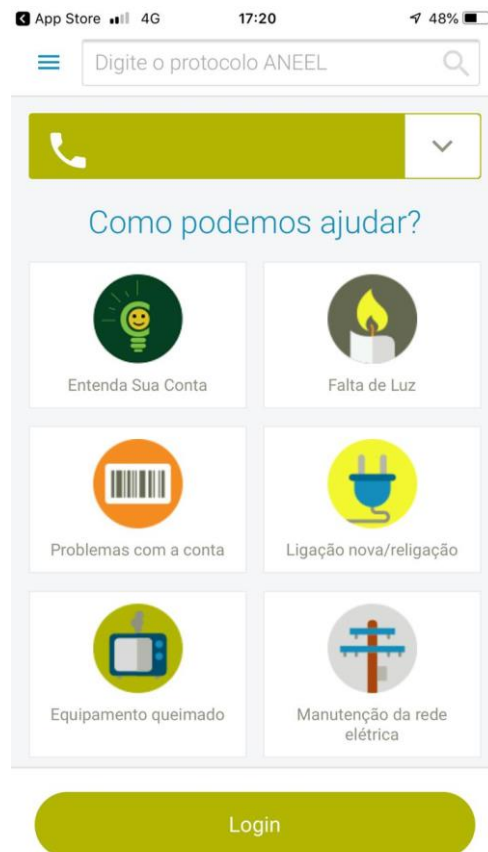 App Store 4G 17:20 48%
Digite o protocolo ANEEL
Como podemos ajudar?
Entenda Sua Conta
Falta de Luz
Problemas com a conta
Ligação nova/religação
Equipamento queimado
Manutenção da rede
elétrica
Login